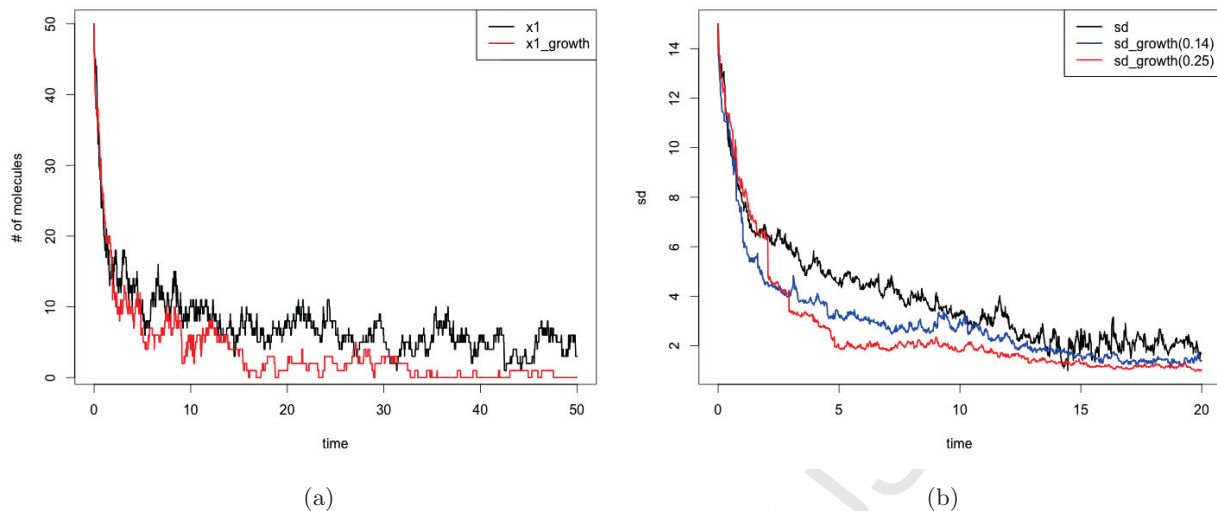 x1
x1_growth
# of molecules
50
40
30
20
10
0
0 10 20 30 40 50
time
(a)
sd
sd_growth(0.14)
sd_growth(0.25)
sd
14
12
10
8
6
4
2
0 5 10 15 20
time
(b)